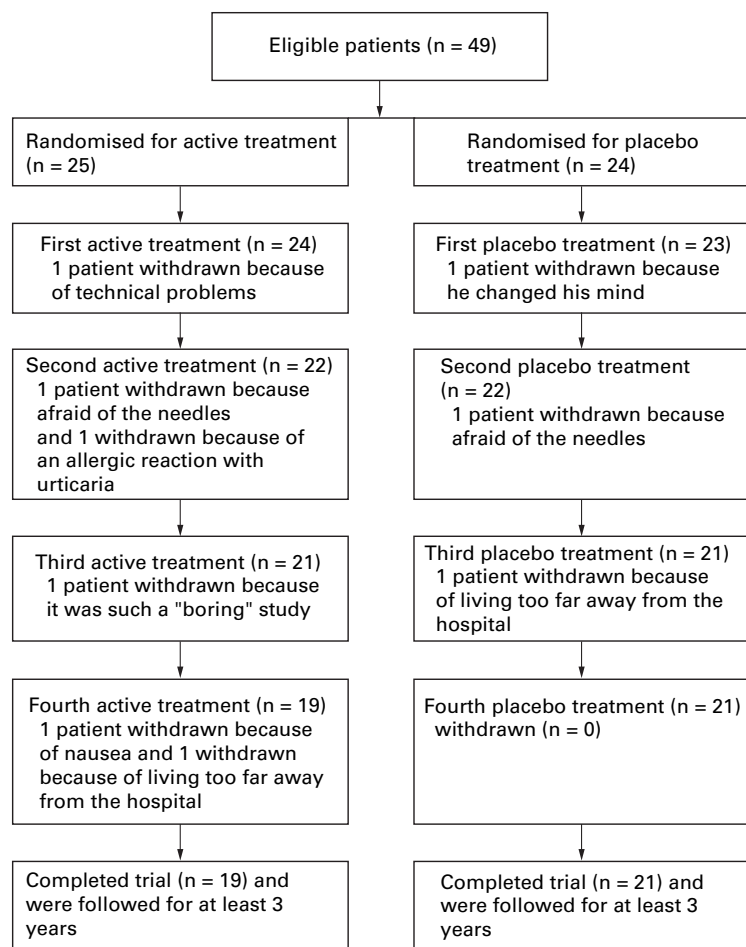 Eligible patients (n = 49)
Randomised for active treatment
(n = 25)
Randomised for placebo
treatment (n = 24)
First active treatment (n = 24)
1 patient withdrawn because
of technical problems
First placebo treatment (n = 23)
1 patient withdrawn because
he changed his mind
Second active treatment (n = 22)
1 patient withdrawn because
afraid of the needles
and 1 withdrawn because of
an allergic reaction with
urticaria
Second placebo treatment
(n = 22)
1 patient withdrawn because
afraid of the needles
Third active treatment (n = 21)
1 patient withdrawn because
it was such a "boring" study
Third placebo treatment (n = 21)
1 patient withdrawn because
of living too far away from the
hospital
Fourth active treatment (n = 19)
1 patient withdrawn because
of nausea and 1 withdrawn
because of living too far away
from the hospital
Fourth placebo treatment (n = 21)
withdrawn (n = 0)
Completed trial (n = 19) and
were followed for at least 3
years
Completed trial (n = 21) and
were followed for at least 3
years